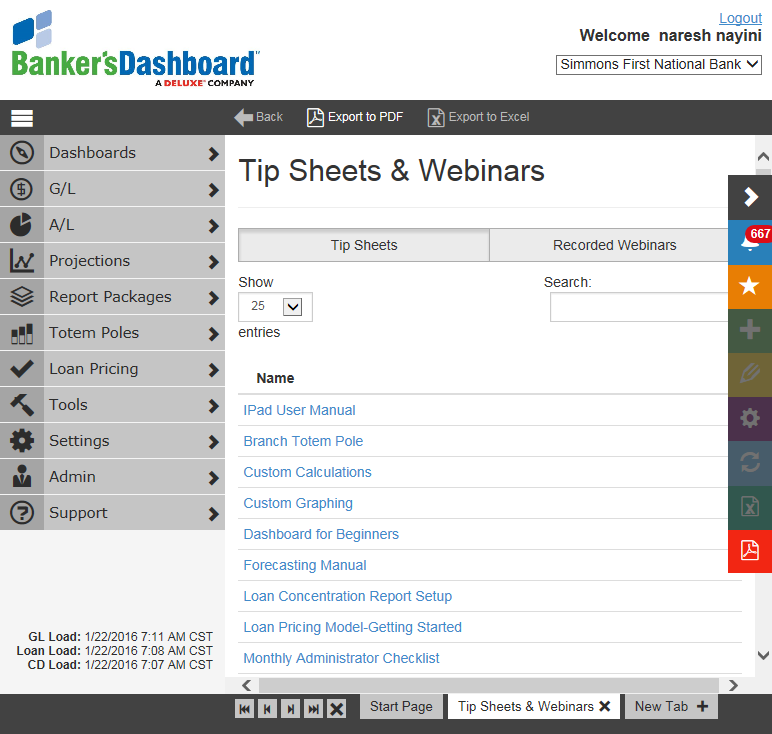 Logout
Welcome naresh nayini
Banker'sDashboard™
A DELUXE® COMPANY
Simmons First National Bank
Back Export to PDF Export to Excel
Dashboards
G/L
A/L
Projections
Report Packages
Totem Poles
Loan Pricing
Tools
Settings
Admin
Support
GL Load: 1/22/2016 7:11 AM CST
Loan Load: 1/22/2016 7:08 AM CST
CD Load: 1/22/2016 7:07 AM CST
Tip Sheets & Webinars
Tip Sheets Recorded Webinars
Show Search:
25
entries
Name
IPad User Manual
Branch Totem Pole
Custom Calculations
Custom Graphing
Dashboard for Beginners
Forecasting Manual
Loan Concentration Report Setup
Loan Pricing Model-Getting Started
Monthly Administrator Checklist
667
Start Page Tip Sheets & Webinars New Tab